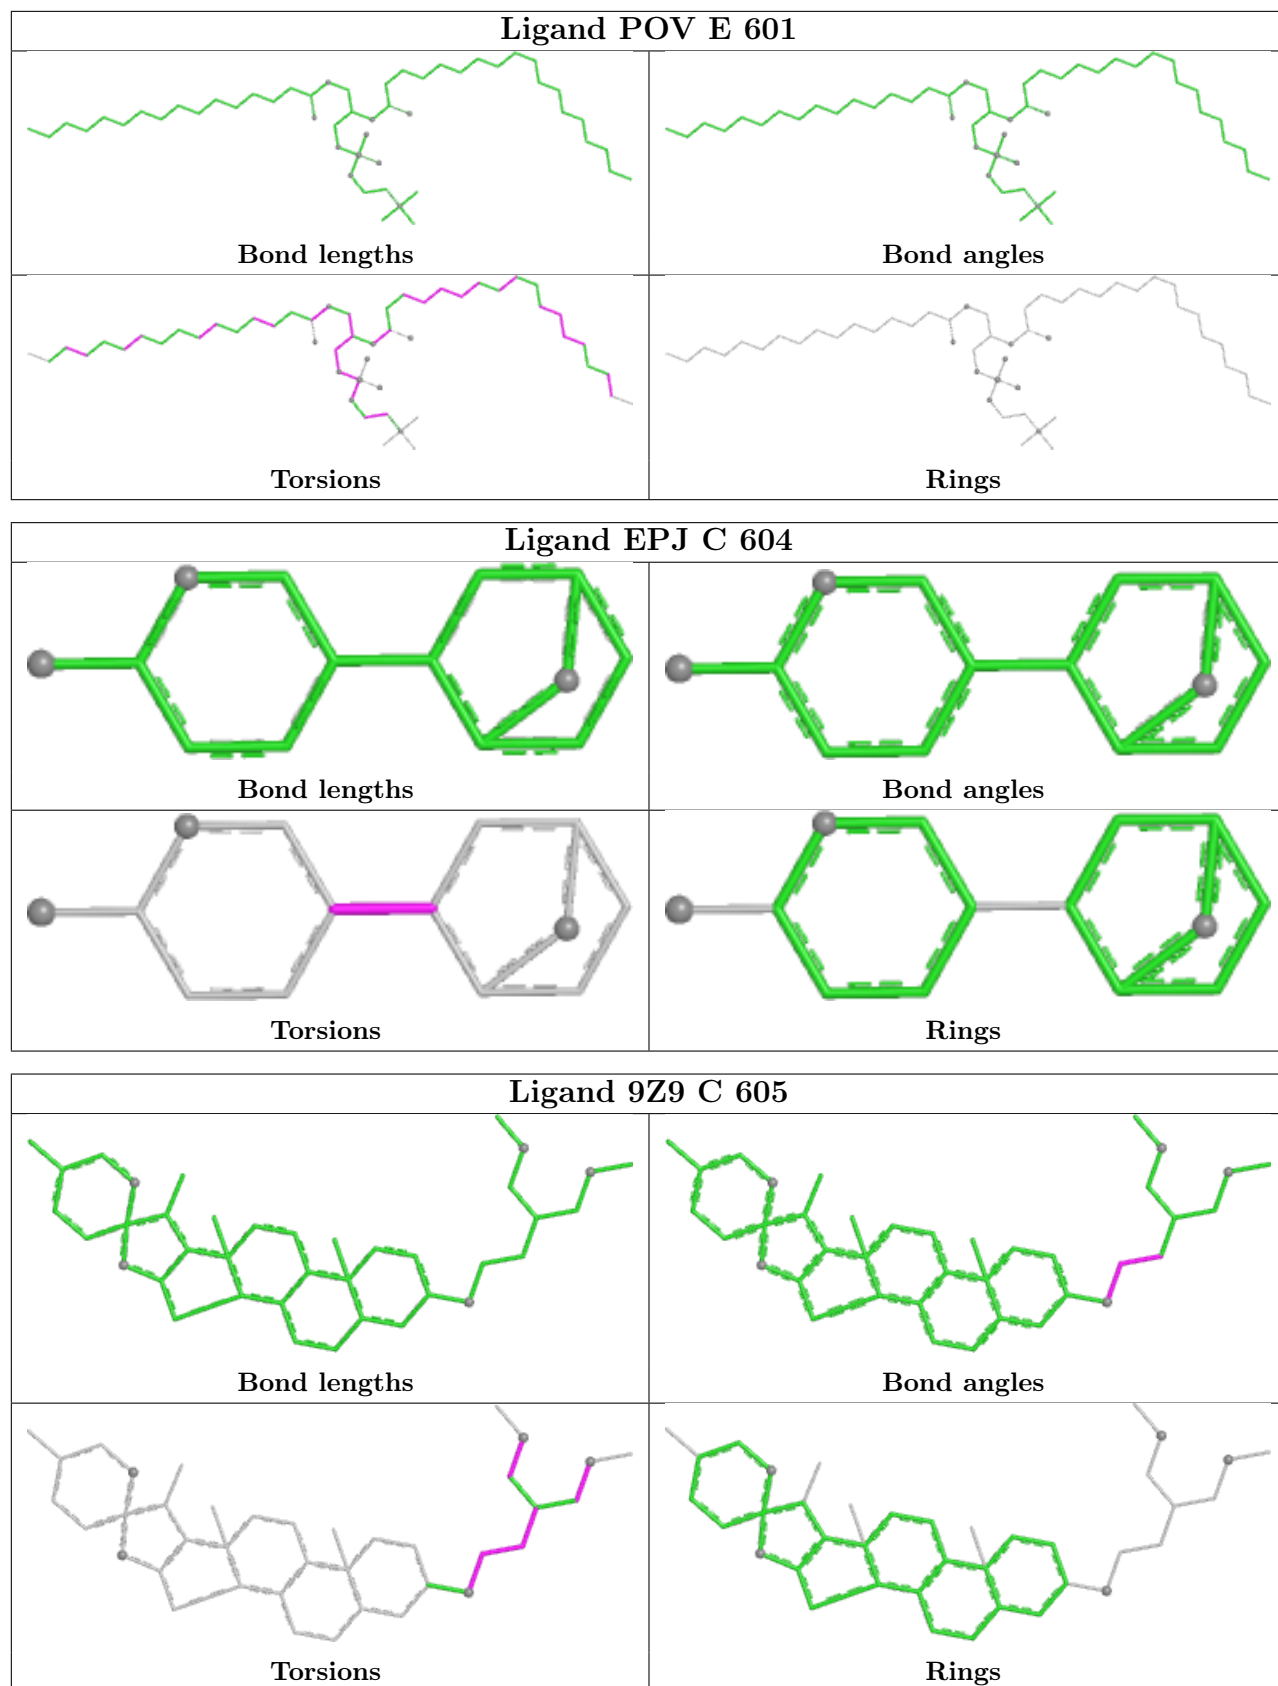 Ligand POV E 601
Bond lengths
Bond angles
Torsions
Rings
Ligand EPJ C 604
Bond lengths
Bond angles
Torsions
Rings
Ligand 9Z9 C 605
Bond lengths
Bond angles
Torsions
Rings